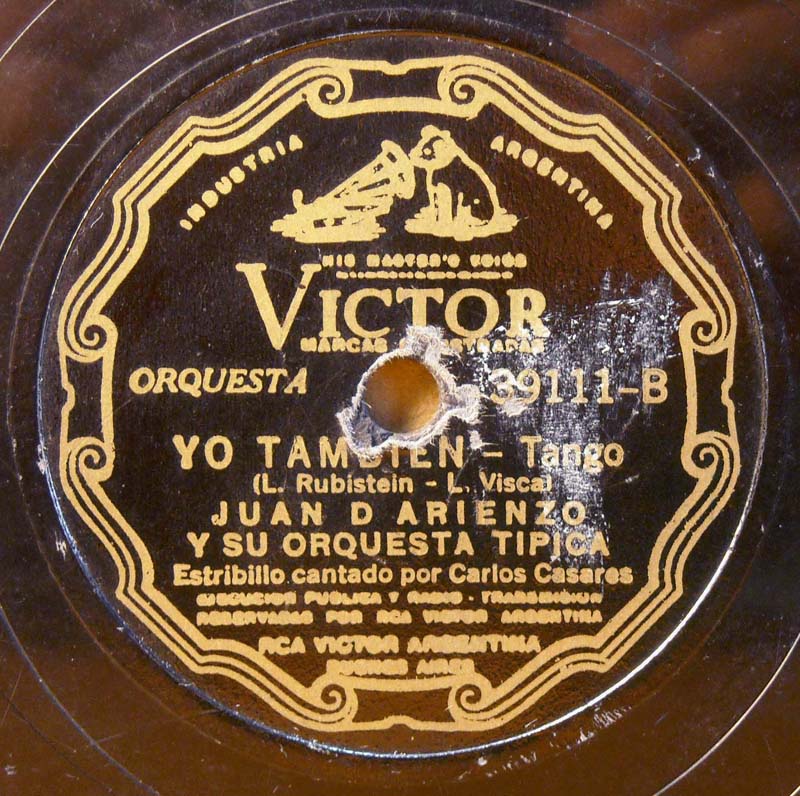 INDUSTRIA ARGENTINA
HIS MASTER'S VOICE
VICTOR
MARCAS REGISTRADAS
ORQUESTA 39111-B
YO TAMBIEN - Tango
(L. Rubistein - L. Visca)
JUAN D ARIENZO
Y SU ORQUESTA TIPICA
Estribillo cantado por Carlos Casares
EJECUCION PUBLICA Y RADIO - TRANSMISION
RESERVADAS POR RCA VICTOR ARGENTINA
RCA VICTOR ARGENTINA
BUENOS AIRES